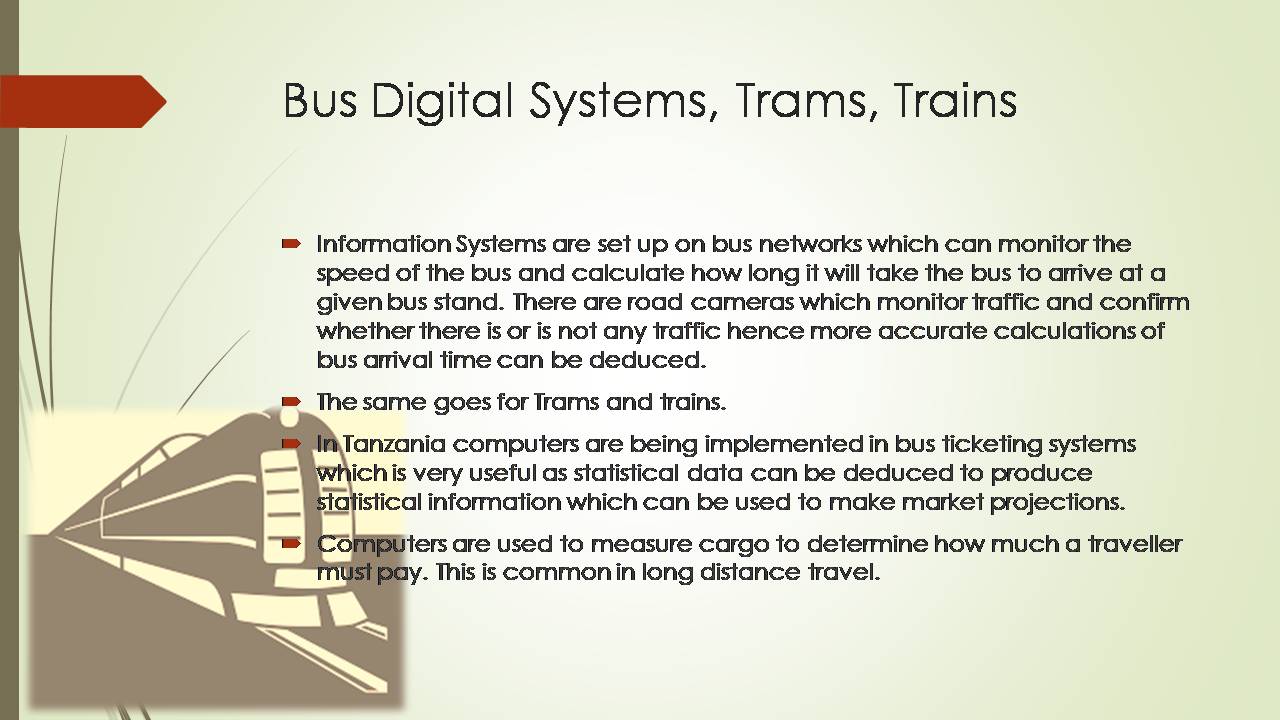 Bus Digital Systems, Trams, Trains
Information Systems are set up on bus networks which can monitor the
speed of the bus and calculate how long it will take the bus to arrive at a
given bus stand. There are road cameras which monitor traffic and confirm
whether there is or is not any traffic hence more accurate calculations of
bus arrival time can be deduced.
The same goes for Trams and trains.
In Tanzania computers are being implemented in bus ticketing systems
which is very useful as statistical data can be deduced to produce
statistical information which can be used to make market projections.
Computers are used to measure cargo to determine how much a traveller
must pay. This is common in long distance travel.